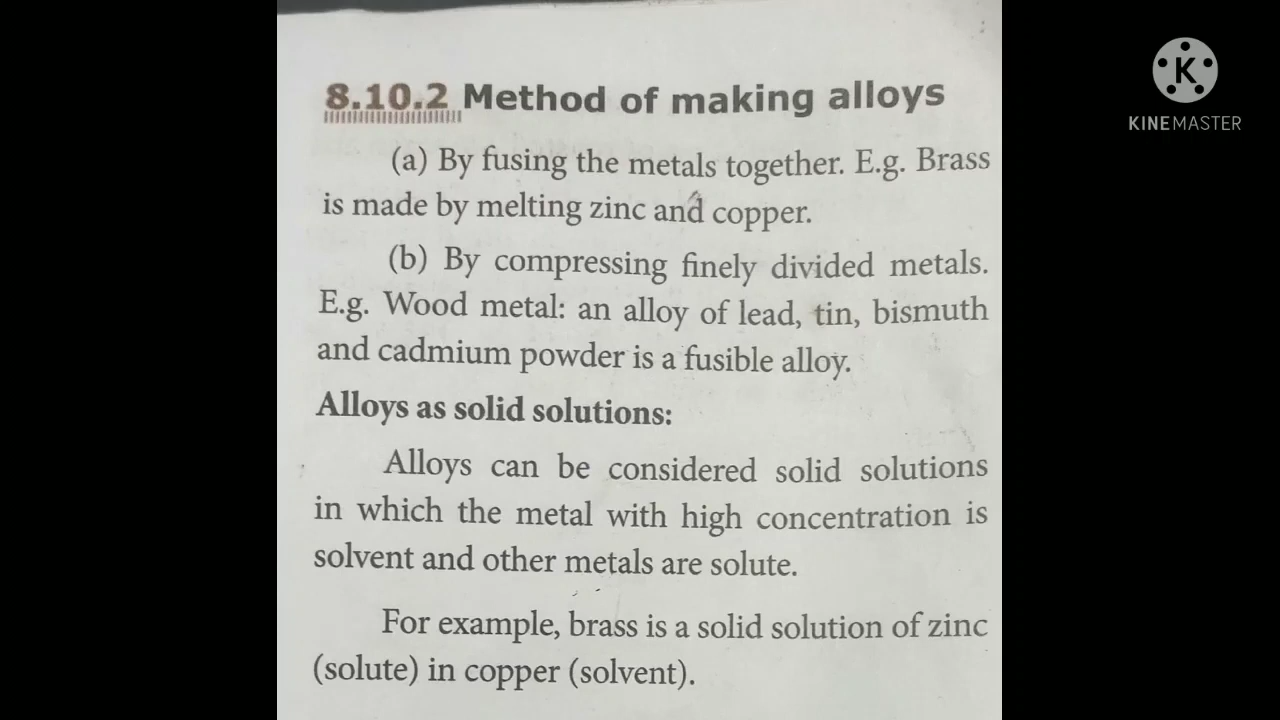 8.10.2 Method of making alloys
(a) By fusing the metals together. E.g. Brass
is made by melting zinc and copper.
(b) By compressing finely divided metals.
E.g. Wood metal: an alloy of lead, tin, bismuth
and cadmium powder is a fusible alloy.
Alloys as solid solutions:
Alloys can be considered solid solutions
in which the metal with high concentration is
solvent and other metals are solute.
For example, brass is a solid solution of zinc
(solute) in copper (solvent).
K
KINEMASTER